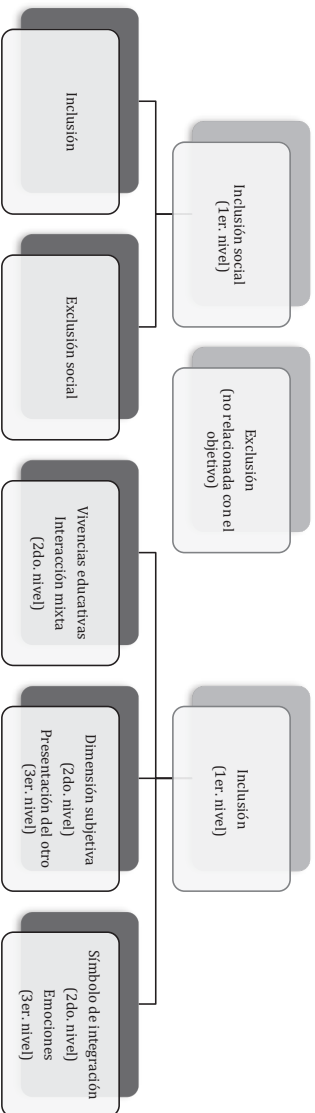 Inclusión social
(1er. nivel)
Exclusión
(no relacionada con el
objetivo)
Inclusión
(1er. nivel)
Inclusión
Exclusión social
Vivencias educativas
Interacción mixta
(2do. nivel)
Dimensión subjetiva
(2do. nivel)
Presentación del otro
(3er. nivel)
Símbolo de integración
(2do. nivel)
Emociones
(3er. nivel)